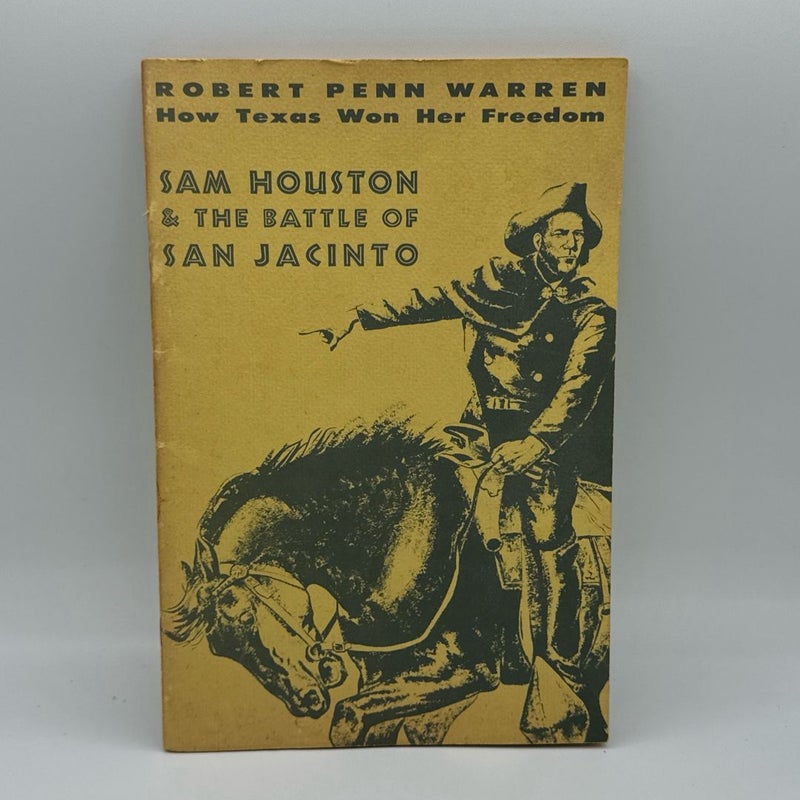 ROBERT PENN WARREN
How Texas Won Her Freedom
SAM HOUSTON
& THE BATTLE OF
SAN JACINTO